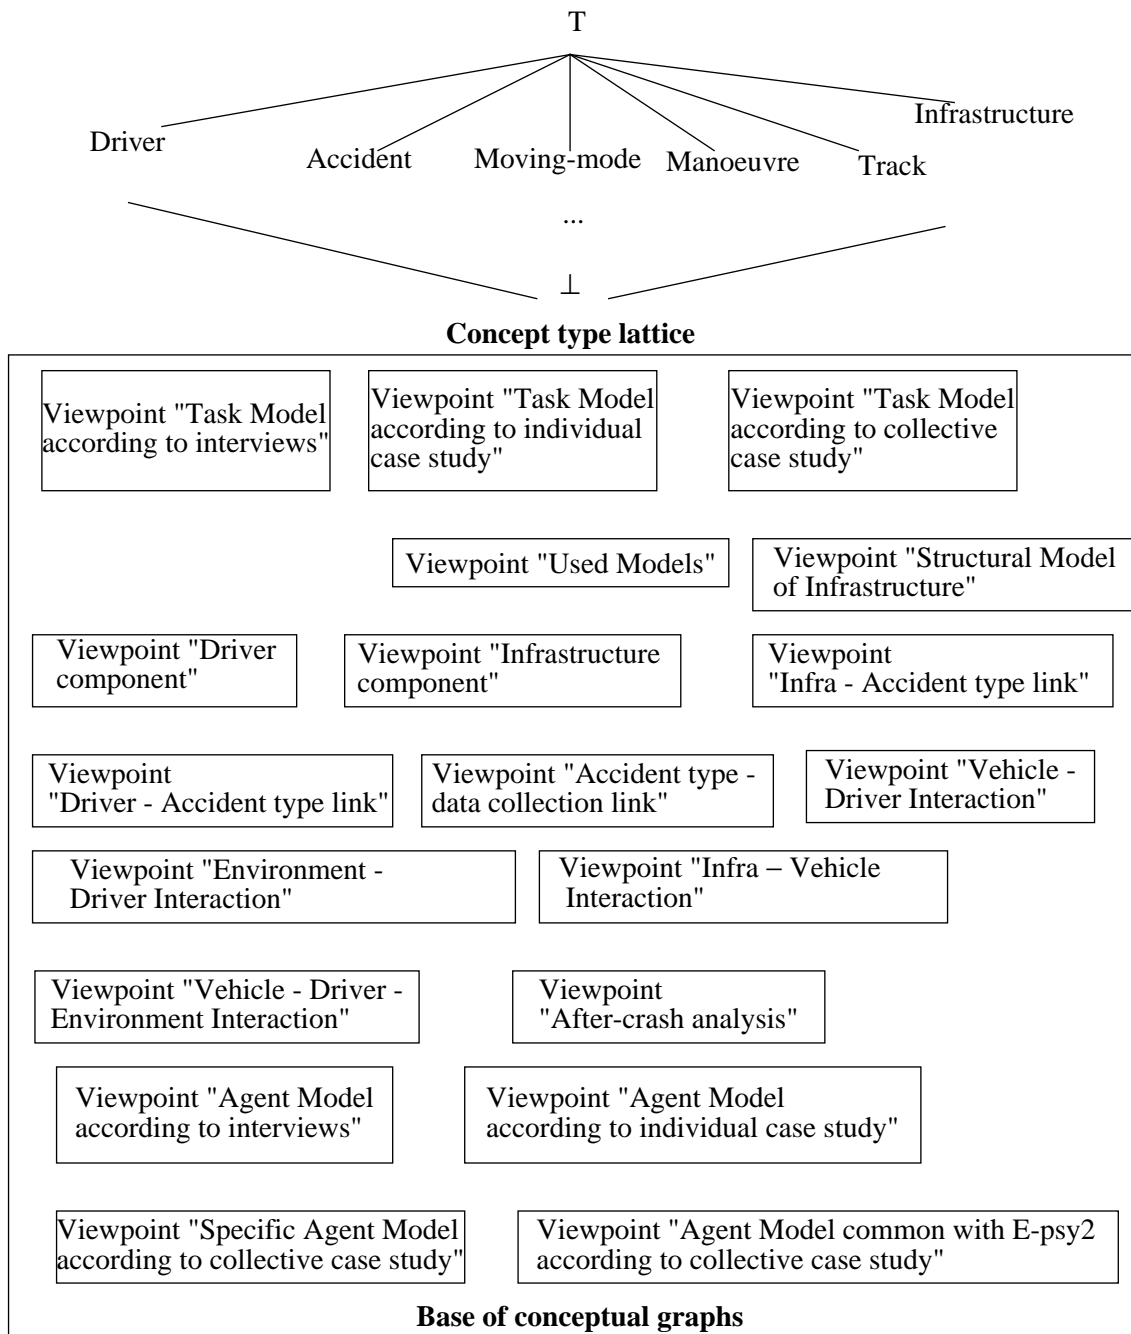 T
Driver
Accident
Moving-mode
Manoeuvre
Track
Infrastructure
...
⊥
Concept type lattice
Viewpoint "Task Model
according to interviews"
Viewpoint "Task Model
according to individual
case study"
Viewpoint "Task Model
according to collective
case study"
Viewpoint "Used Models"
Viewpoint "Structural Model
of Infrastructure"
Viewpoint "Driver
component"
Viewpoint "Infrastructure
component"
Viewpoint
"Infra - Accident type link"
Viewpoint
"Driver - Accident type link"
Viewpoint "Accident type -
data collection link"
Viewpoint "Vehicle -
Driver Interaction"
Viewpoint "Environment -
Driver Interaction"
Viewpoint "Infra – Vehicle
Interaction"
Viewpoint "Vehicle - Driver -
Environment Interaction"
Viewpoint
"After-crash analysis"
Viewpoint "Agent Model
according to interviews"
Viewpoint "Agent Model
according to individual case study"
Viewpoint "Specific Agent Model
according to collective case study"
Viewpoint "Agent Model common with E-psy2
according to collective case study"
Base of conceptual graphs